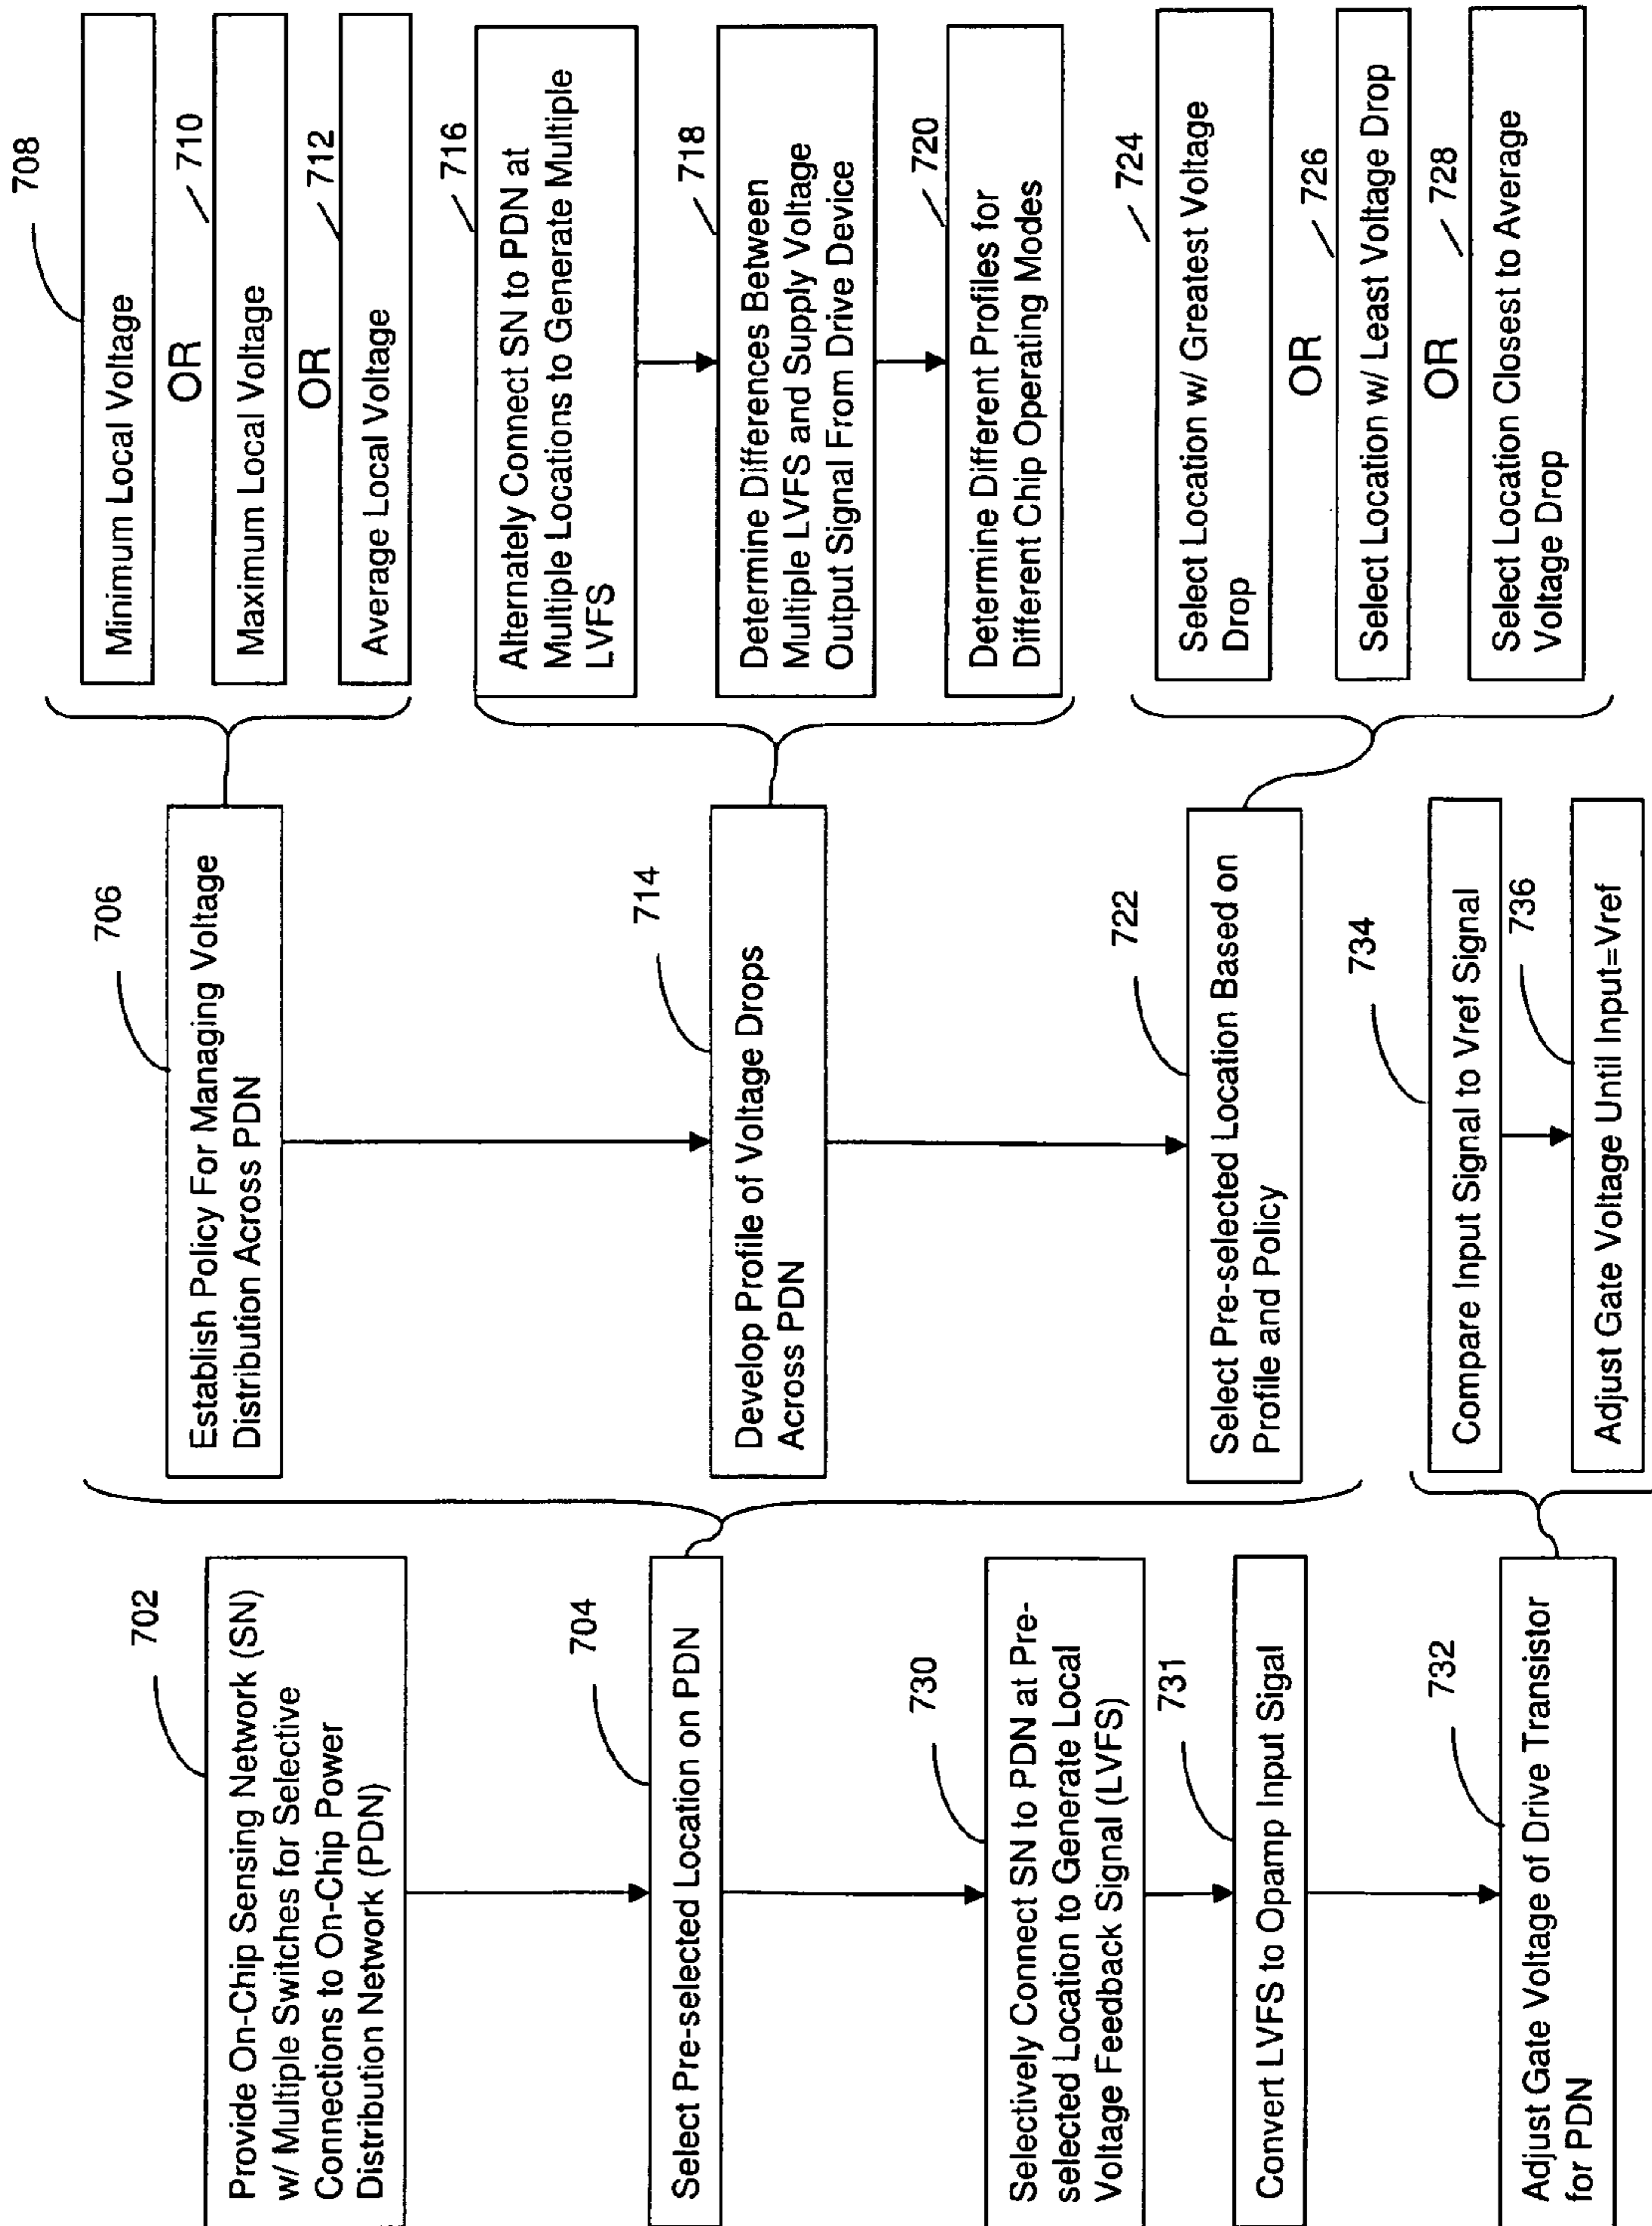 702
Provide On-Chip Sensing Network (SN)
w/ Multiple Switches for Selective
Connections to On-Chip Power
Distribution Network (PDN)
704
Select Pre-selected Location on PDN
706
Establish Policy For Managing Voltage
Distribution Across PDN
708
Minimum Local Voltage
OR
710
Maximum Local Voltage
OR
712
Average Local Voltage
714
Develop Profile of Voltage Drops
Across PDN
716
Alternately Connect SN to PDN at
Multiple Locations to Generate Multiple
LVFS
718
Determine Differences Between
Multiple LVFS and Supply Voltage
Output Signal From Drive Device
720
Determine Different Profiles for
Different Chip Operating Modes
722
Select Pre-selected Location Based on
Profile and Policy
724
Select Location w/ Greatest Voltage
Drop
OR
726
Select Location w/ Least Voltage Drop
OR
728
Select Location Closest to Average
Voltage Drop
730
Selectively Connect SN to PDN at Pre-
selected Location to Generate Local
Voltage Feedback Signal (LVFS)
731
Convert LVFS to Opamp Input Sigal
732
Adjust Gate Voltage of Drive Transistor
for PDN
734
Compare Input Signal to Vref Signal
736
Adjust Gate Voltage Until Input=Vref